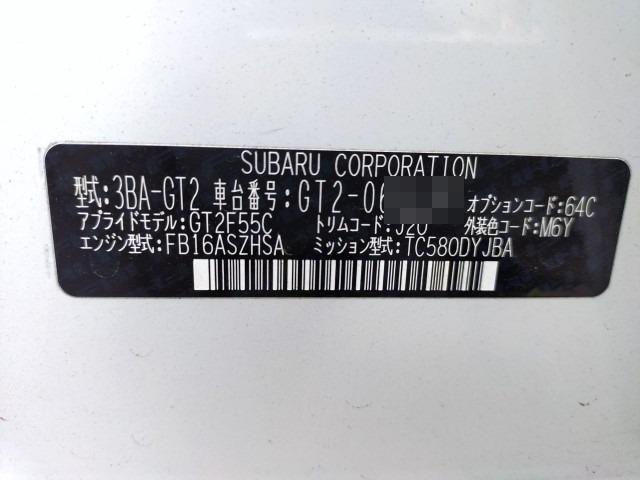 SUBARU CORPORATION
型式:3BA-GT2 車台番号:GT2-06 オプションコード:64C
アプライドモデル:GT2F55C トリムコード:J20 外装色コード:M6Y
エンジン型式:FB16ASZHSA ミッション型式:TC580DYJBA